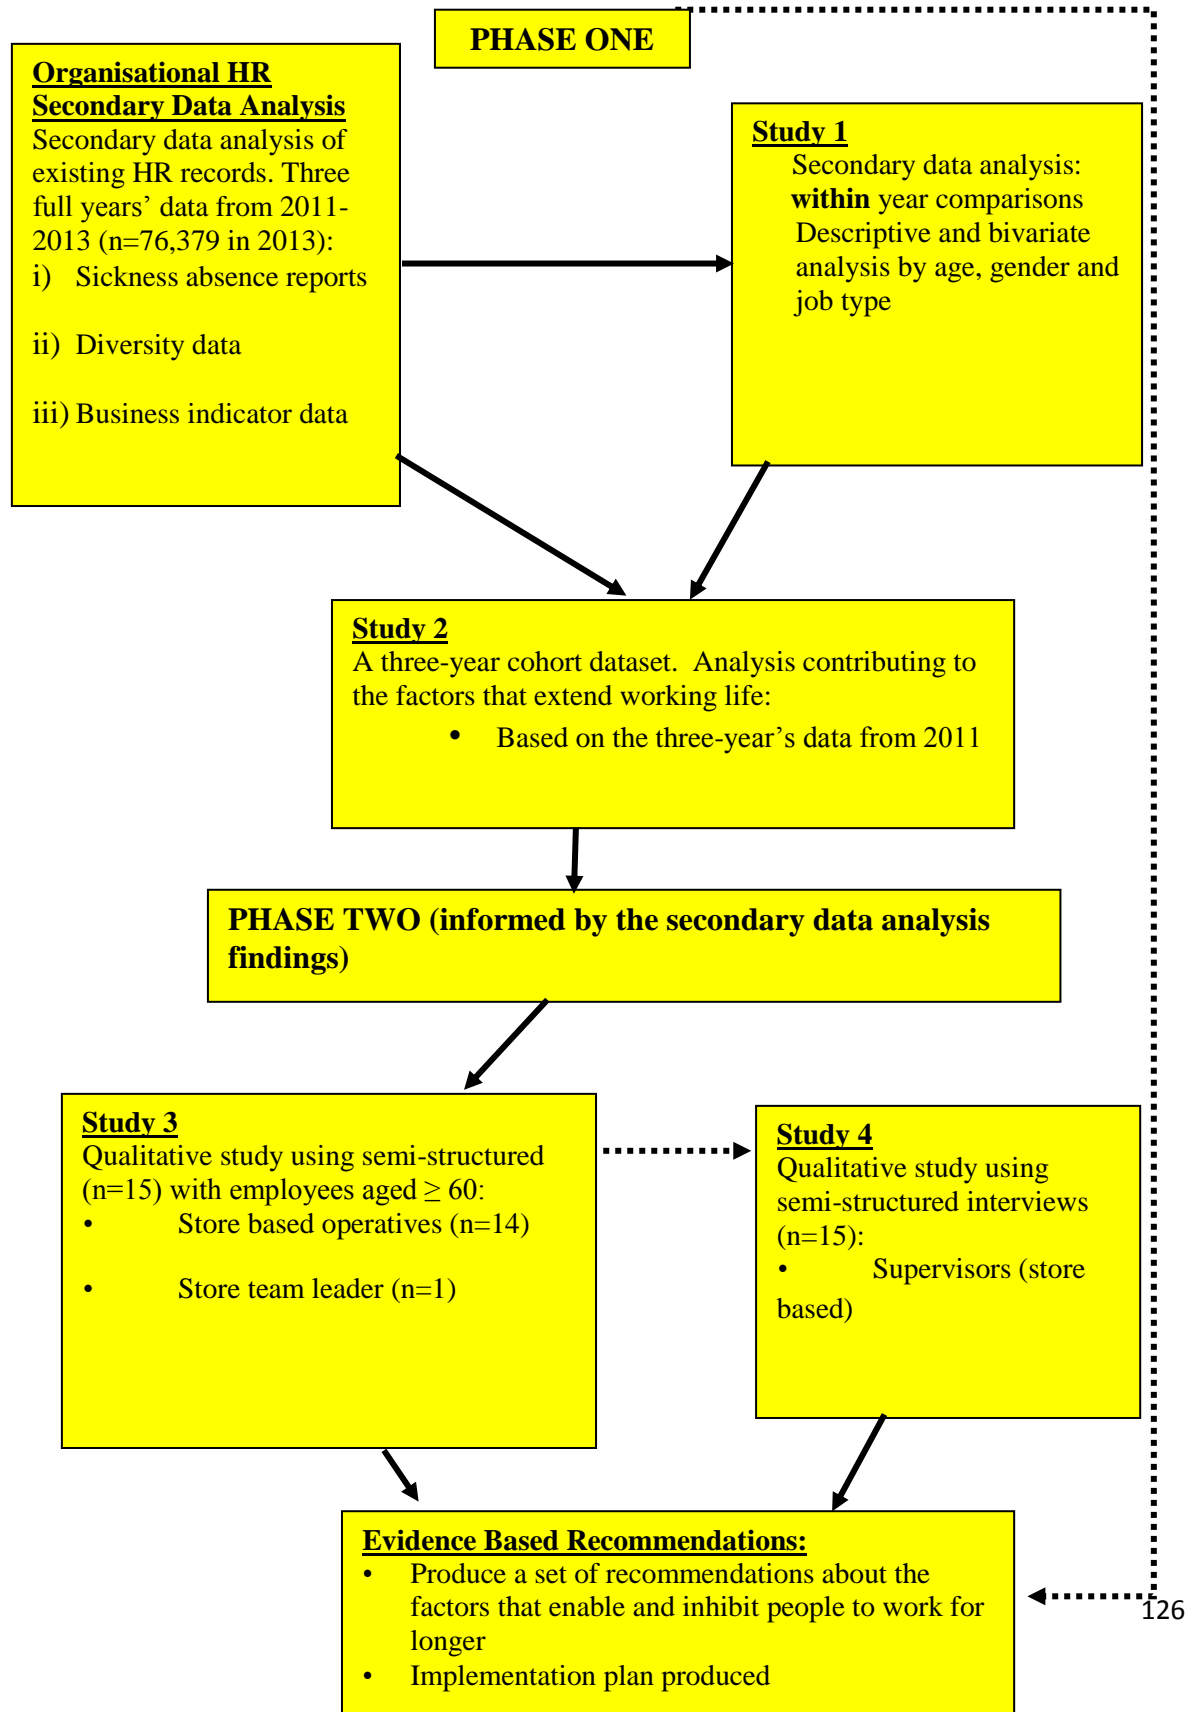 PHASE ONE
Organisational HR
Secondary Data Analysis
Secondary data analysis of
existing HR records. Three
full years’ data from 2011-
2013 (n=76,379 in 2013):
i) Sickness absence reports
ii) Diversity data
iii) Business indicator data
Study 1
Secondary data analysis:
within year comparisons
Descriptive and bivariate
analysis by age, gender and
job type
Study 2
A three-year cohort dataset. Analysis contributing to
the factors that extend working life:
• Based on the three-year’s data from 2011
PHASE TWO (informed by the secondary data analysis
findings)
Study 3
Qualitative study using semi-structured
(n=15) with employees aged ≥ 60:
• Store based operatives (n=14)
• Store team leader (n=1)
Study 4
Qualitative study using
semi-structured interviews
(n=15):
• Supervisors (store
based)
Evidence Based Recommendations:
• Produce a set of recommendations about the
factors that enable and inhibit people to work for
longer
• Implementation plan produced
126